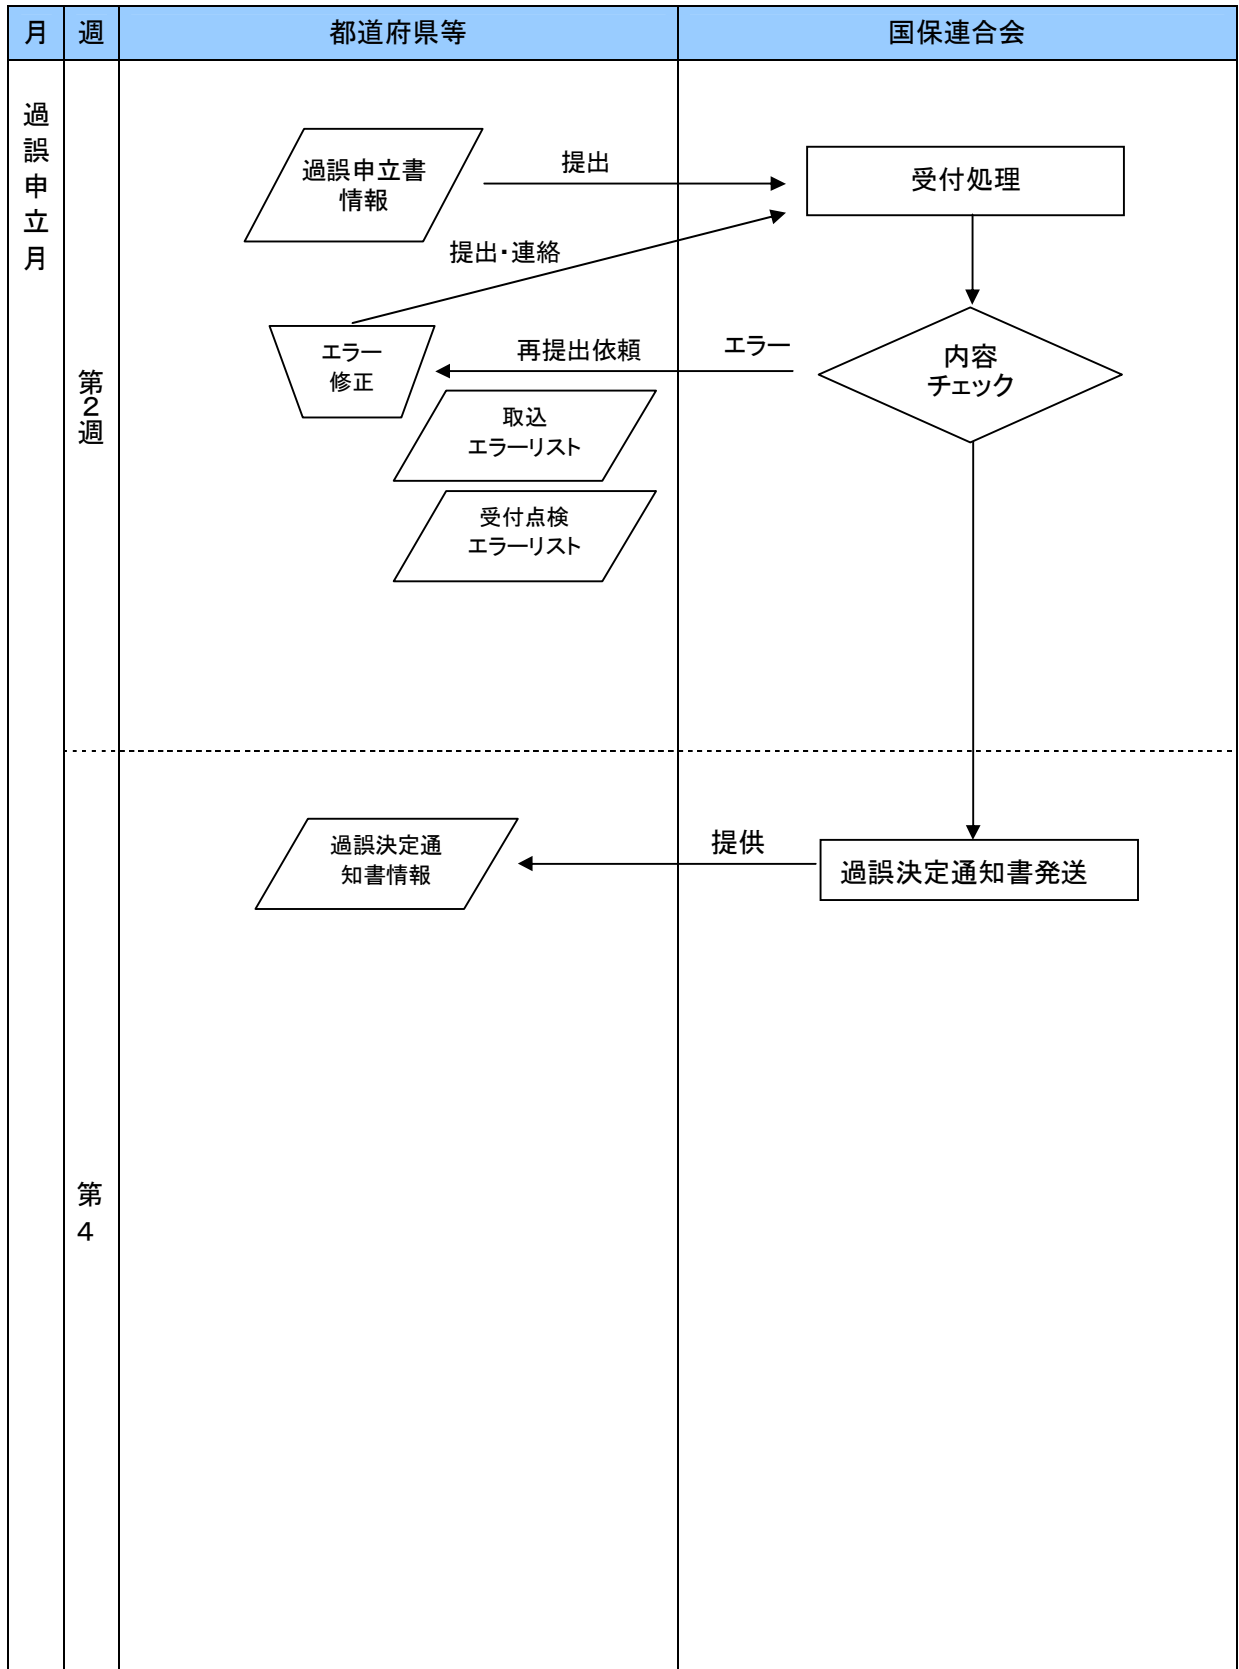 月 週 都道府県等 国保連合会
過誤申立月
第2週
過誤申立書
情報
提出
受付処理
提出・連絡
エラー
修正
再提出依頼
エラー
内容
チェック
取込
エラーリスト
受付点検
エラーリスト
過誤決定通
知書情報
提供
過誤決定通知書発送
第
4